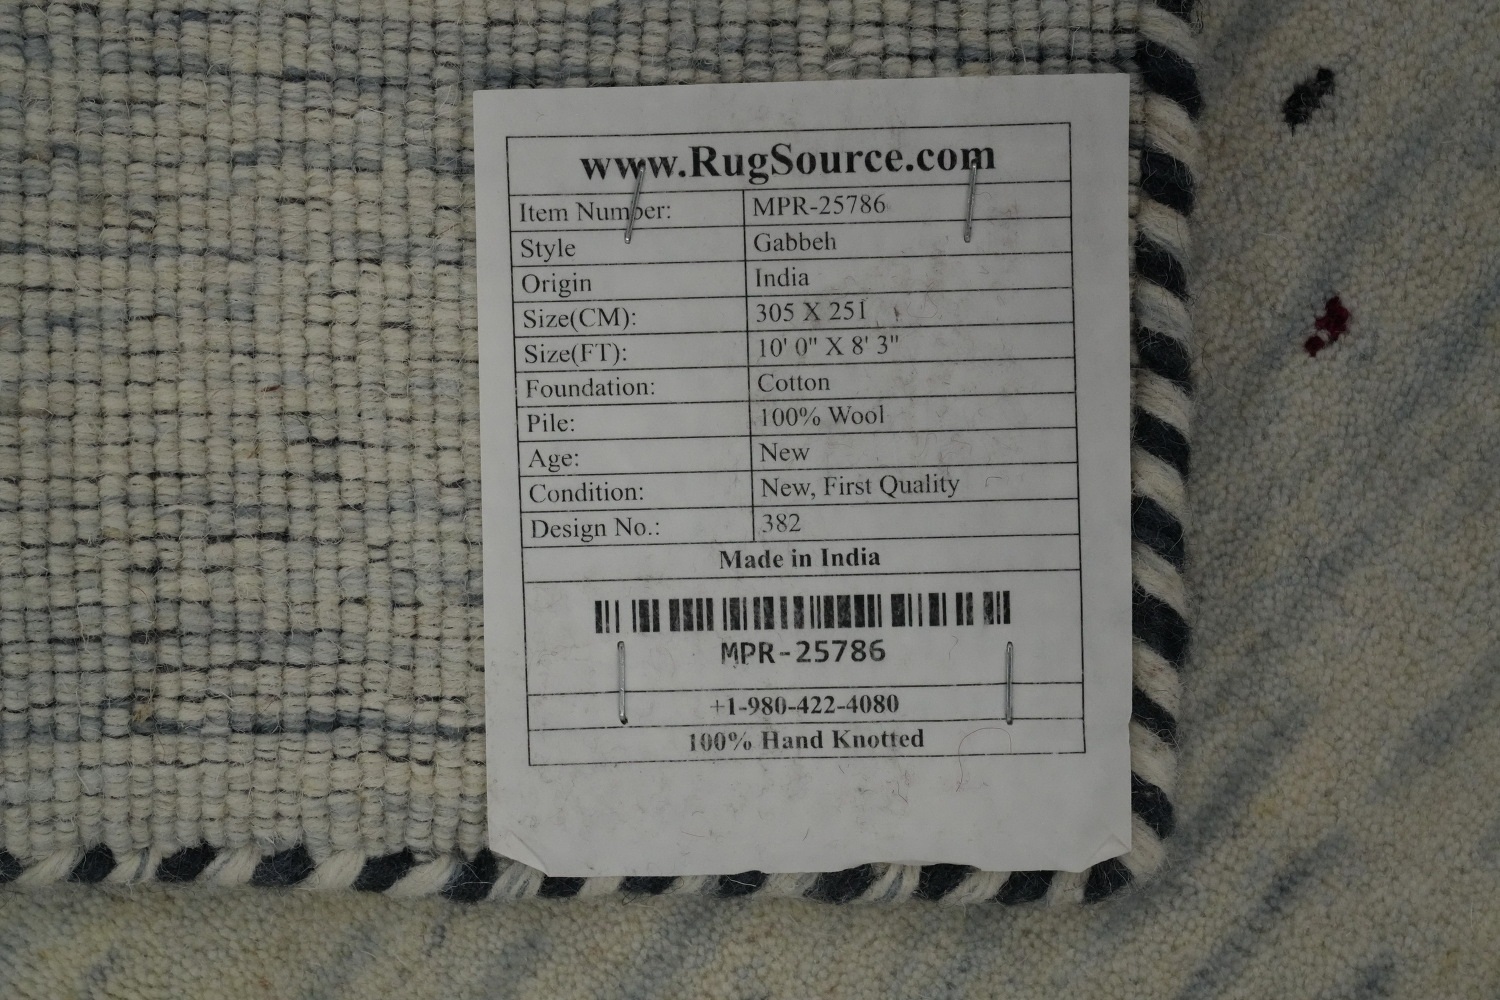 www.RugSource.com
Item Number: MPR-25786
Style Gabbeh
Origin India
Size(CM): 305 X 251
Size(FT): 10' 0" X 8' 3"
Foundation: Cotton
Pile: 100% Wool
Age: New
Condition: New, First Quality
Design No.: 382
Made in India
MPR-25786
+1-980-422-4080
100% Hand Knotted